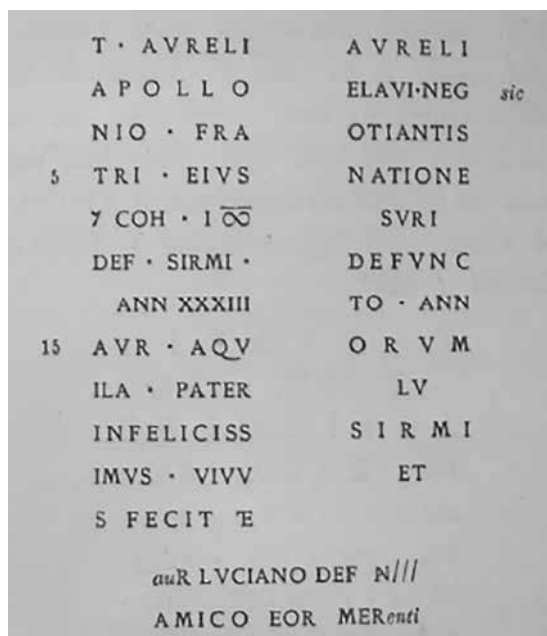 T · AVRELI
APOLLO
NIO · FRA
5 TRI · EIVS
7 COH · I ∞̅
DEF · SIRMI ·
ANN XXXIII
15 AVR · AQV
ILA · PATER
INFELICISS
IMVS · VIVV
S FECIT ET
AVRELI
ELAVI·NEG sic
OTIANTIS
NATIONE
SVRI
DEFVNC
TO · ANN
ORVM
LV
SIRMI
ET
auR LVCIANO DEF N///
AMICO EOR MERenti